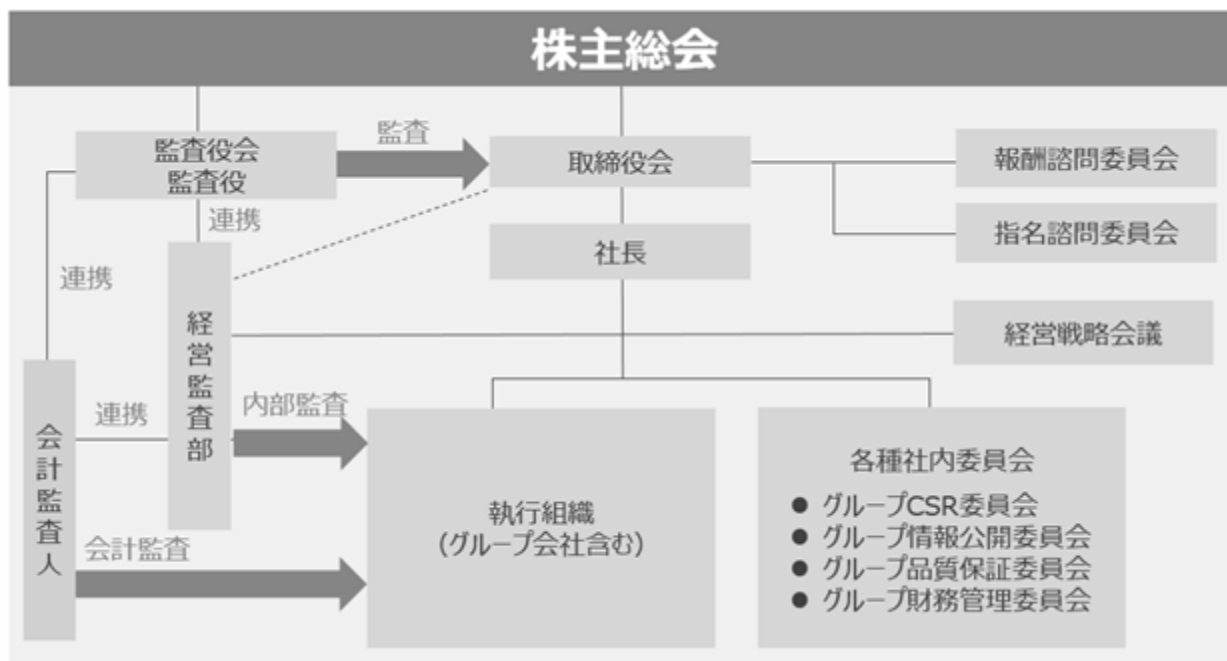 株主総会
監査役会
監査役
監査
取締役会
報酬諮問委員会
連携
指名諮問委員会
社長
連携
経営監査部
経営戦略会議
連携
内部監査
会計監査人
各種社内委員会
● グループCSR委員会
執行組織
(グループ会社含む)
● グループ情報公開委員会
会計監査
● グループ品質保証委員会
● グループ財務管理委員会